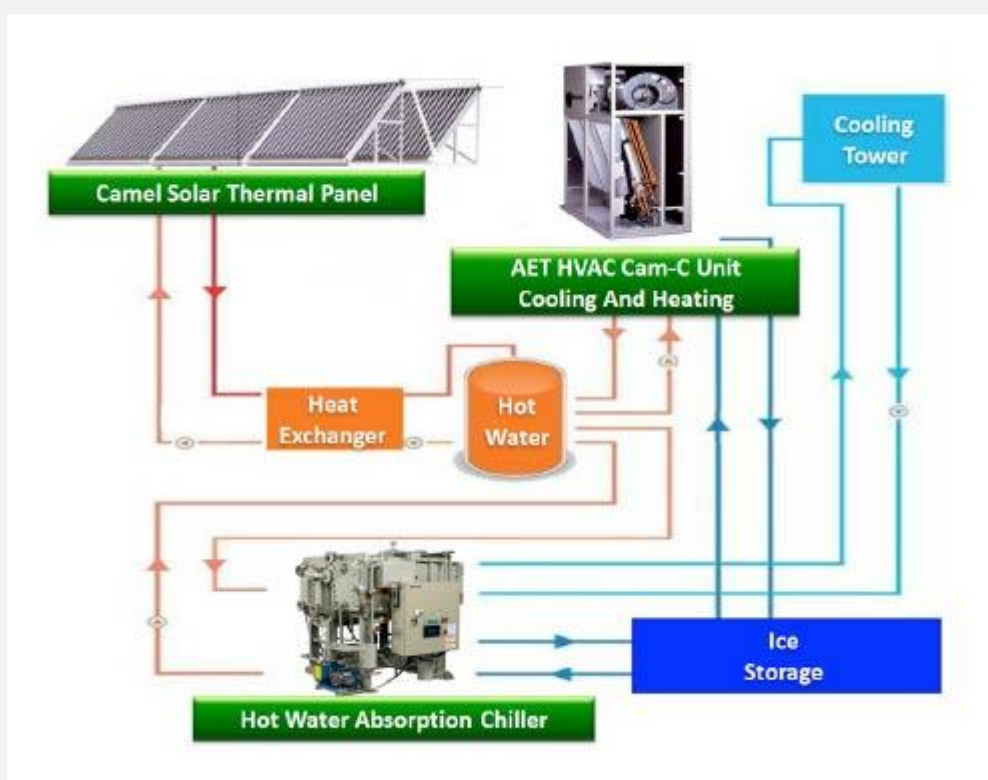 Camel Solar Thermal Panel
Cooling
Tower
AET HVAC Cam-C Unit
Cooling And Heating
Heat
Exchanger
Hot
Water
Ice
Storage
Hot Water Absorption Chiller